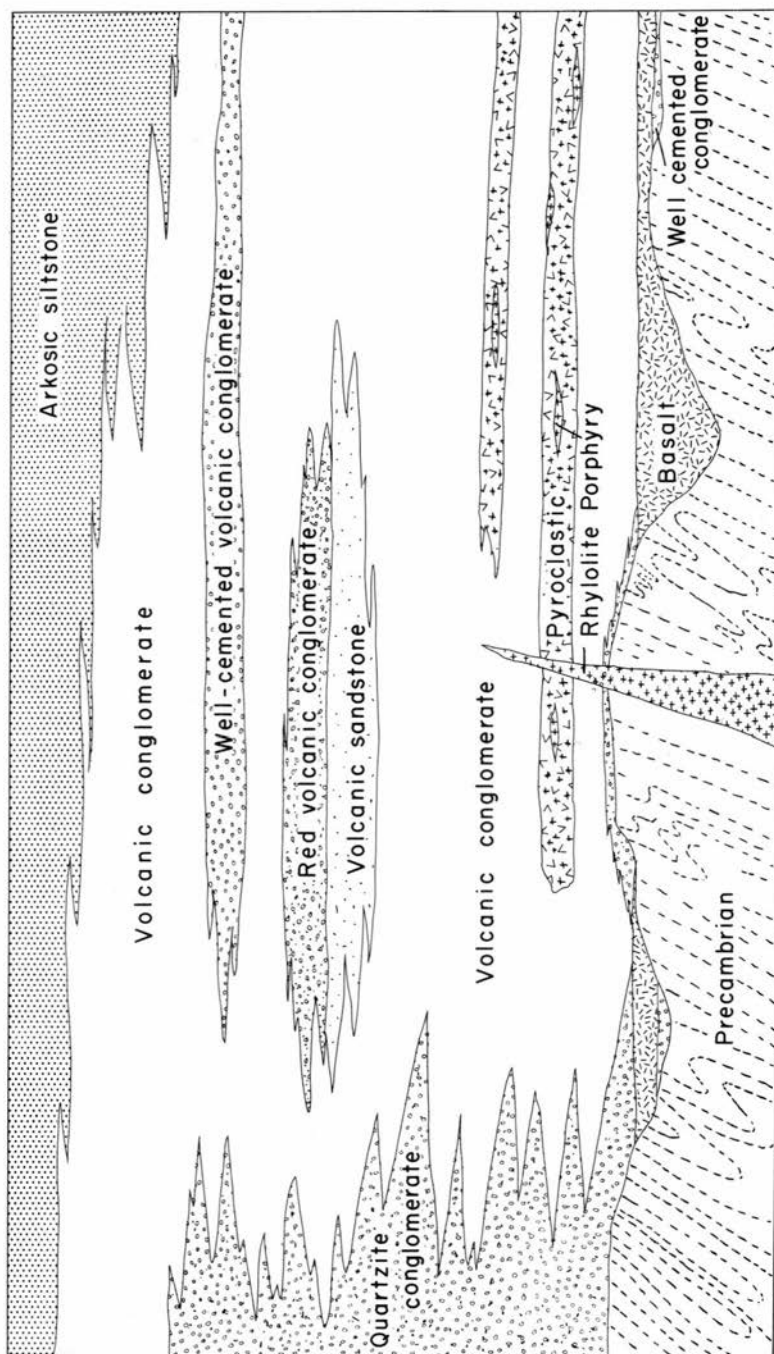 Arkosic siltstone
Volcanic conglomerate
Well-cemented volcanic conglomerate
Red volcanic conglomerate
Volcanic sandstone
Quartzite
conglomerate
Volcanic conglomerate
Pyroclastic
Rhylolite Porphyry
Basalt
Well cemented
conglomerate
Precambrian